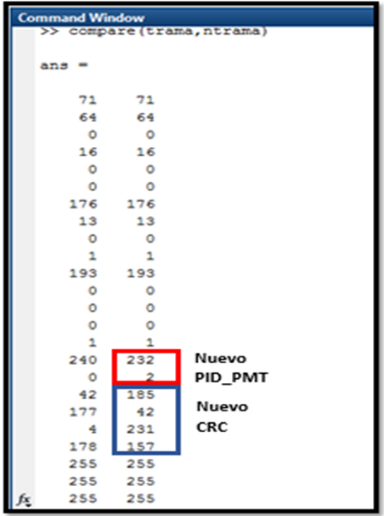 Command Window
>> compare(trama,ntrama)
ans =
71 71
64 64
0 0
16 16
0 0
0 0
176 176
13 13
0 0
1 1
193 193
0 0
0 0
0 0
1 1
240 232 Nuevo
0 2 PID_PMT
42 185
177 42 Nuevo
4 231 CRC
178 157
255 255
255 255
fx 255 255